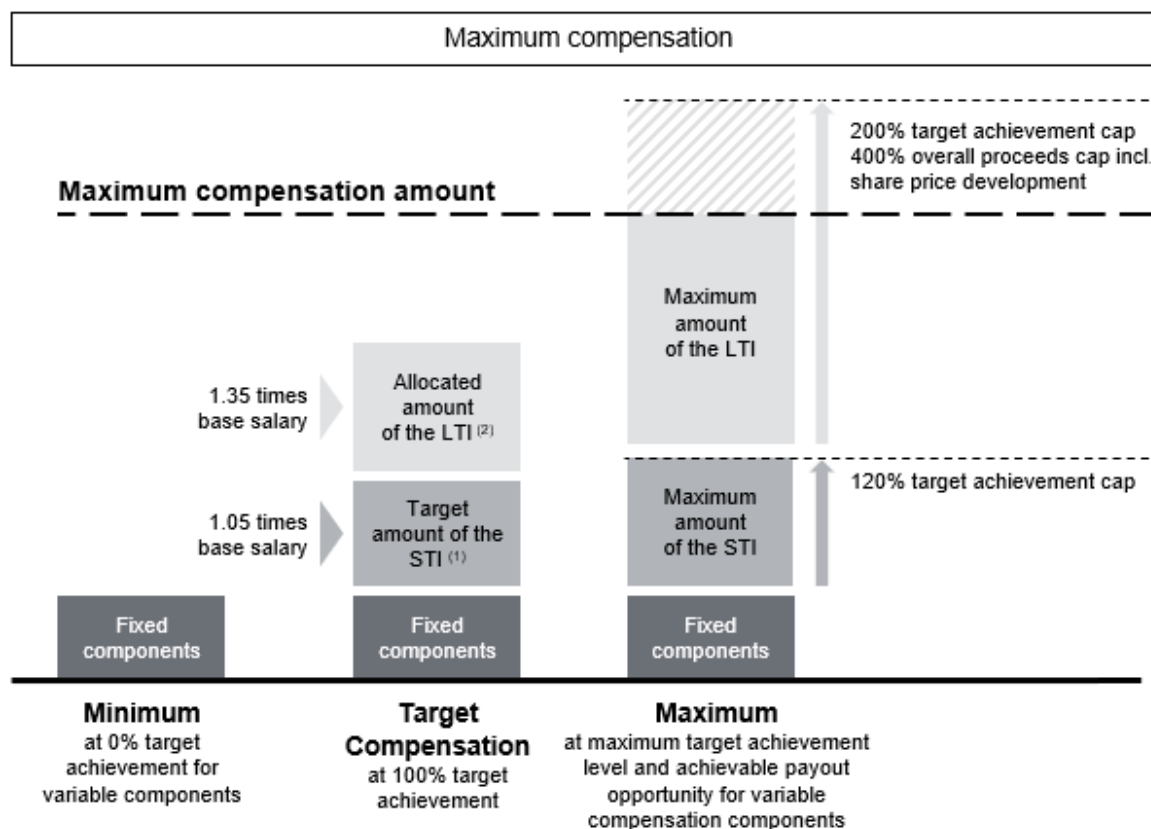 Maximum compensation
200% target achievement cap
400% overall proceeds cap incl.
share price development
Maximum compensation amount
Maximum
amount
of the LTI
1.35 times
base salary
Allocated
amount
of the LTI (2)
120% target achievement cap
1.05 times
base salary
Target
amount of the
STI (1)
Maximum
amount
of the STI
Fixed
components
Fixed
components
Fixed
components
Minimum
at 0% target
achievement for
variable components
Target
Compensation
at 100% target
achievement
Maximum
at maximum target achievement
level and achievable payout
opportunity for variable
compensation components